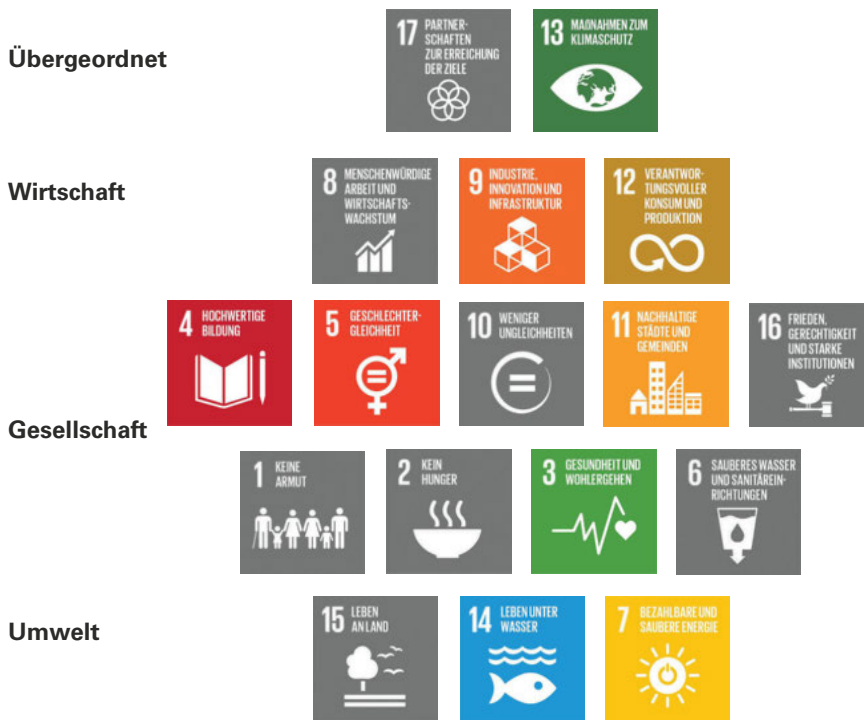 Übergeordnet
17 PARTNER-
SCHAFTEN
ZUR ERREICHUNG
DER ZIELE
13 MAẞNAHMEN ZUM
KLIMASCHUTZ
Wirtschaft
8 MENSCHENWÜRDIGE
ARBEIT UND
WIRTSCHAFTS-
WACHSTUM
9 INDUSTRIE,
INNOVATION UND
INFRASTRUKTUR
12 VERANTWOR-
TUNGSVOLLER
KONSUM UND
PRODUKTION
Gesellschaft
4 HOCHWERTIGE
BILDUNG
5 GESCHLECHTER-
GLEICHHEIT
10 WENIGER
UNGLEICHHEITEN
11 NACHHALTIGE
STÄDTE UND
GEMEINDEN
16 FRIEDEN,
GERECHTIGKEIT
UND STARKE
INSTITUTIONEN
1 KEINE
ARMUT
2 KEIN
HUNGER
3 GESUNDHEIT UND
WOHLERGEHEN
6 SAUBERES WASSER
UND SANITÄREIN-
RICHTUNGEN
Umwelt
15 LEBEN
AN LAND
14 LEBEN UNTER
WASSER
7 BEZAHLBARE UND
SAUBERE ENERGIE